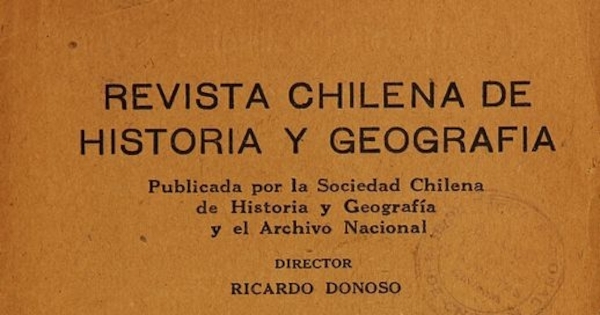 REVISTA CHILENA DE
HISTORIA Y GEOGRAFIA
Publicada por la Sociedad Chilena
de Historia y Geografía
y el Archivo Nacional
DIRECTOR
RICARDO DONOSO